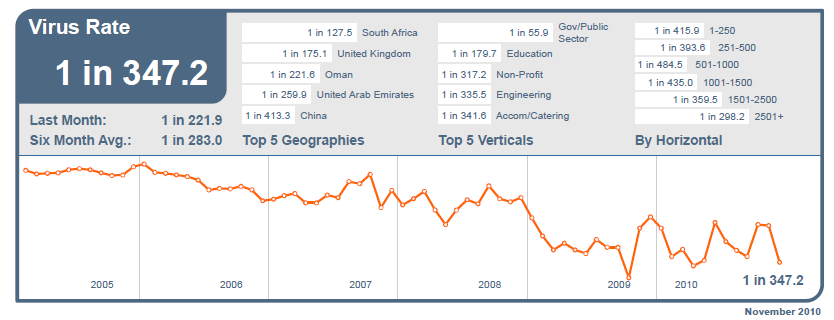 Virus Rate
1 in 347.2
Last Month: 1 in 221.9
Six Month Avg.: 1 in 283.0
1 in 127.5 South Africa
1 in 175.1 United Kingdom
1 in 221.6 Oman
1 in 259.9 United Arab Emirates
1 in 413.3 China
Top 5 Geographies
1 in 55.9 Gov/Public
Sector
1 in 179.7 Education
1 in 317.2 Non-Profit
1 in 335.5 Engineering
1 in 341.6 Accom/Catering
Top 5 Verticals
1 in 415.9 1-250
1 in 393.6 251-500
1 in 484.5 501-1000
1 in 435.0 1001-1500
1 in 359.5 1501-2500
1 in 298.2 2501+
By Horizontal
2005 2006 2007 2008 2009 2010 1 in 347.2
November 2010